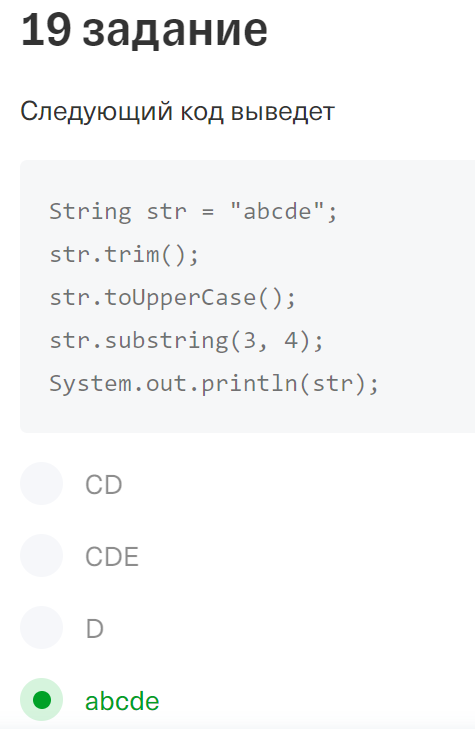 19 задание
Следующий код выведет
String str = "abcde";
str.trim();
str.toUpperCase();
str.substring(3, 4);
System.out.println(str);
CD
CDE
D
abcde